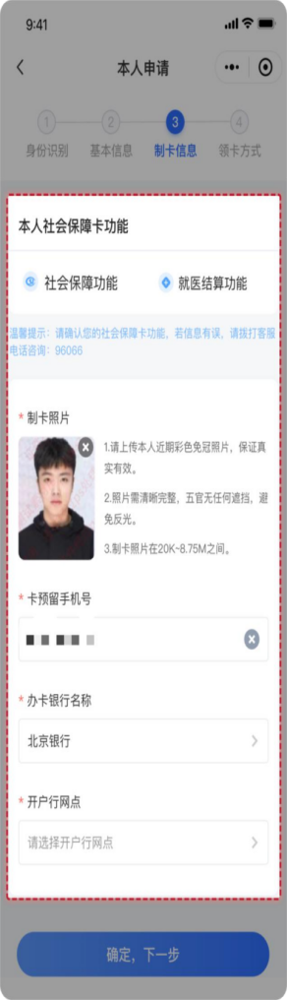 9:41
本人申请
1
2
3
4
身份识别
基本信息
制卡信息
领卡方式
本人社会保障卡功能
社会保障功能
就医结算功能
温馨提示：请确认您的社会保障卡功能，若信息有误，请拨打客服
电话咨询：96066
* 制卡照片
1.请上传本人近期彩色免冠照片，保证真
实有效。
2.照片需清晰完整，五官无任何遮挡，避
免反光。
3.制卡照片在20K~8.75M之间。
* 卡预留手机号
* 办卡银行名称
北京银行
* 开户行网点
请选择开户行网点
确定，下一步